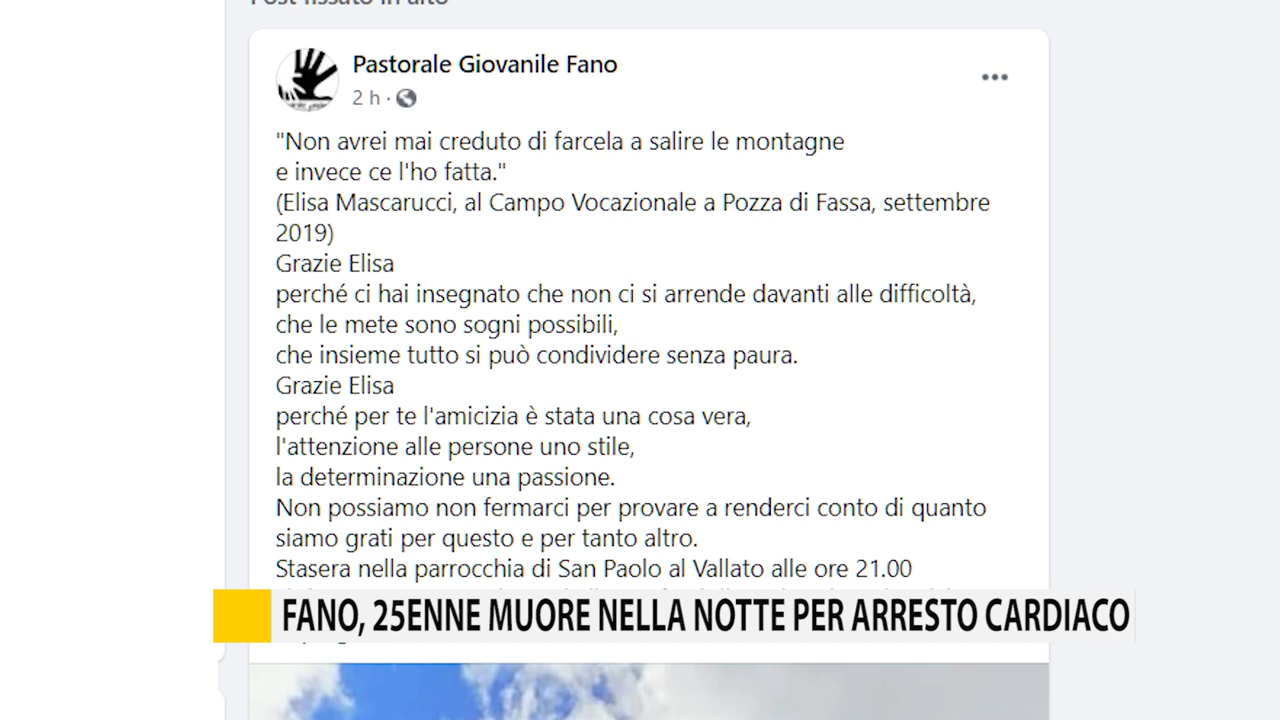 Post fissato in alto
Pastorale Giovanile Fano
2 h ·
"Non avrei mai creduto di farcela a salire le montagne
e invece ce l'ho fatta."
(Elisa Mascarucci, al Campo Vocazionale a Pozza di Fassa, settembre
2019)
Grazie Elisa
perché ci hai insegnato che non ci si arrende davanti alle difficoltà,
che le mete sono sogni possibili,
che insieme tutto si può condividere senza paura.
Grazie Elisa
perché per te l'amicizia è stata una cosa vera,
l'attenzione alle persone uno stile,
la determinazione una passione.
Non possiamo non fermarci per provare a renderci conto di quanto
siamo grati per questo e per tanto altro.
Stasera nella parrocchia di San Paolo al Vallato alle ore 21.00
FANO, 25ENNE MUORE NELLA NOTTE PER ARRESTO CARDIACO